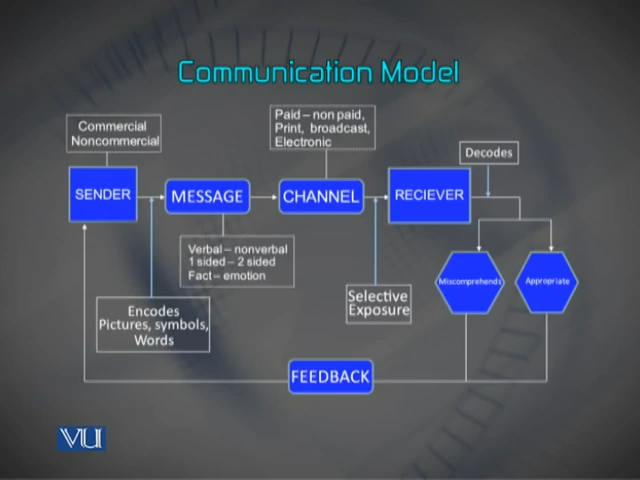 Communication Model
Commercial
Noncommercial
Paid – non paid,
Print, broadcast,
Electronic
Decodes
SENDER
MESSAGE
CHANNEL
RECIEVER
Verbal – nonverbal
1 sided – 2 sided
Fact – emotion
Miscomprehends
Appropriate
Encodes
Pictures, symbols,
Words
Selective
Exposure
FEEDBACK
VU